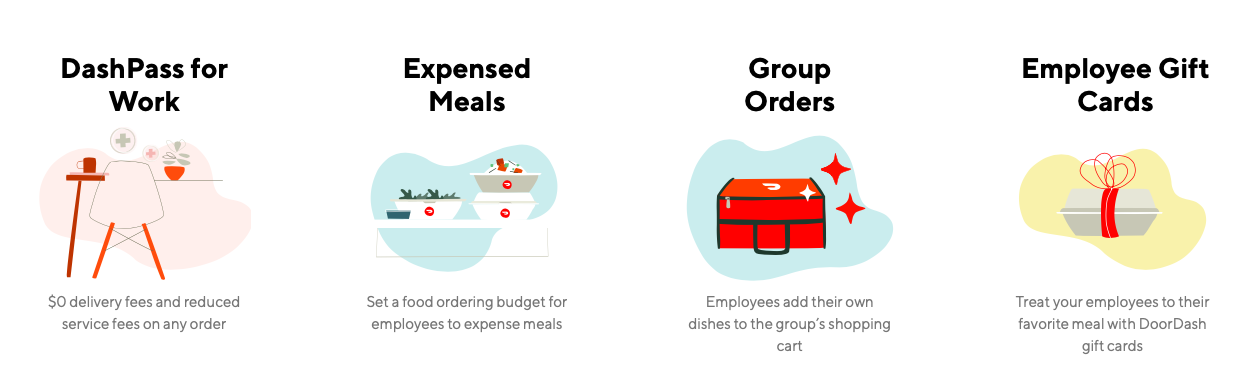 DashPass for
Work
$0 delivery fees and reduced
service fees on any order
Expensed
Meals
Set a food ordering budget for
employees to expense meals
Group
Orders
Employees add their own
dishes to the group's shopping
cart
Employee Gift
Cards
Treat your employees to their
favorite meal with DoorDash
gift cards